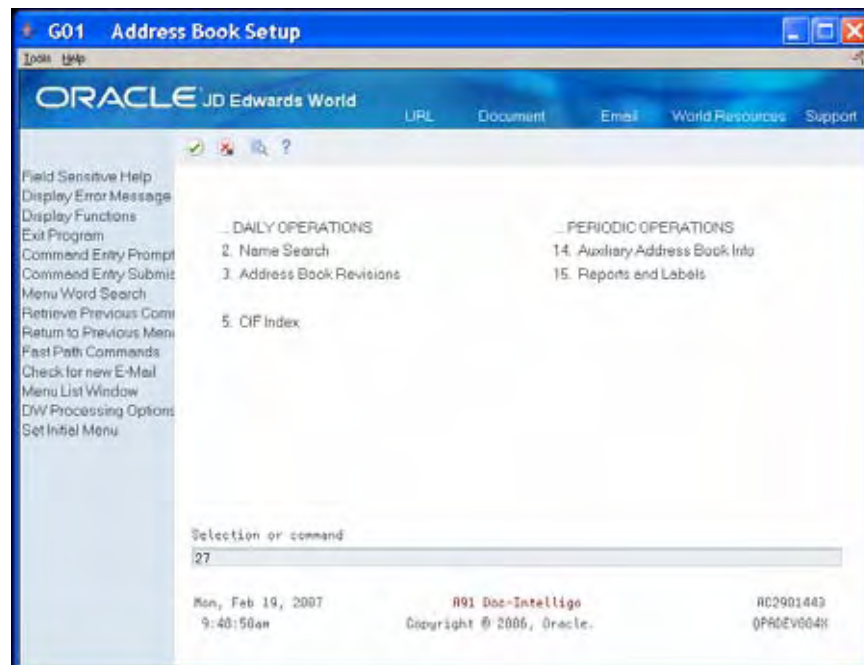 G01 Address Book Setup
Tools Help
ORACLE JD Edwards World
URL Document Email World Resources Support
?
Field Sensitive Help
Display Error Message
Display Functions
Exit Program
Command Entry Prompt
Command Entry Submit
Menu Word Search
Retrieve Previous Com
Return to Previous Men
Fast Path Commands
Check for new E-Mail
Menu List Window
DW Processing Options
Set Initial Menu
... DAILY OPERATIONS
2. Name Search
3. Address Book Revisions
5. CIF Index
... PERIODIC OPERATIONS
14. Auxiliary Address Book Info
15. Reports and Labels
Selection or command
27
Mon, Feb 19, 2007 A91 Doc-Intelligo AC2901443
9:40:50am Copyright © 2006, Oracle. QPADEV004X